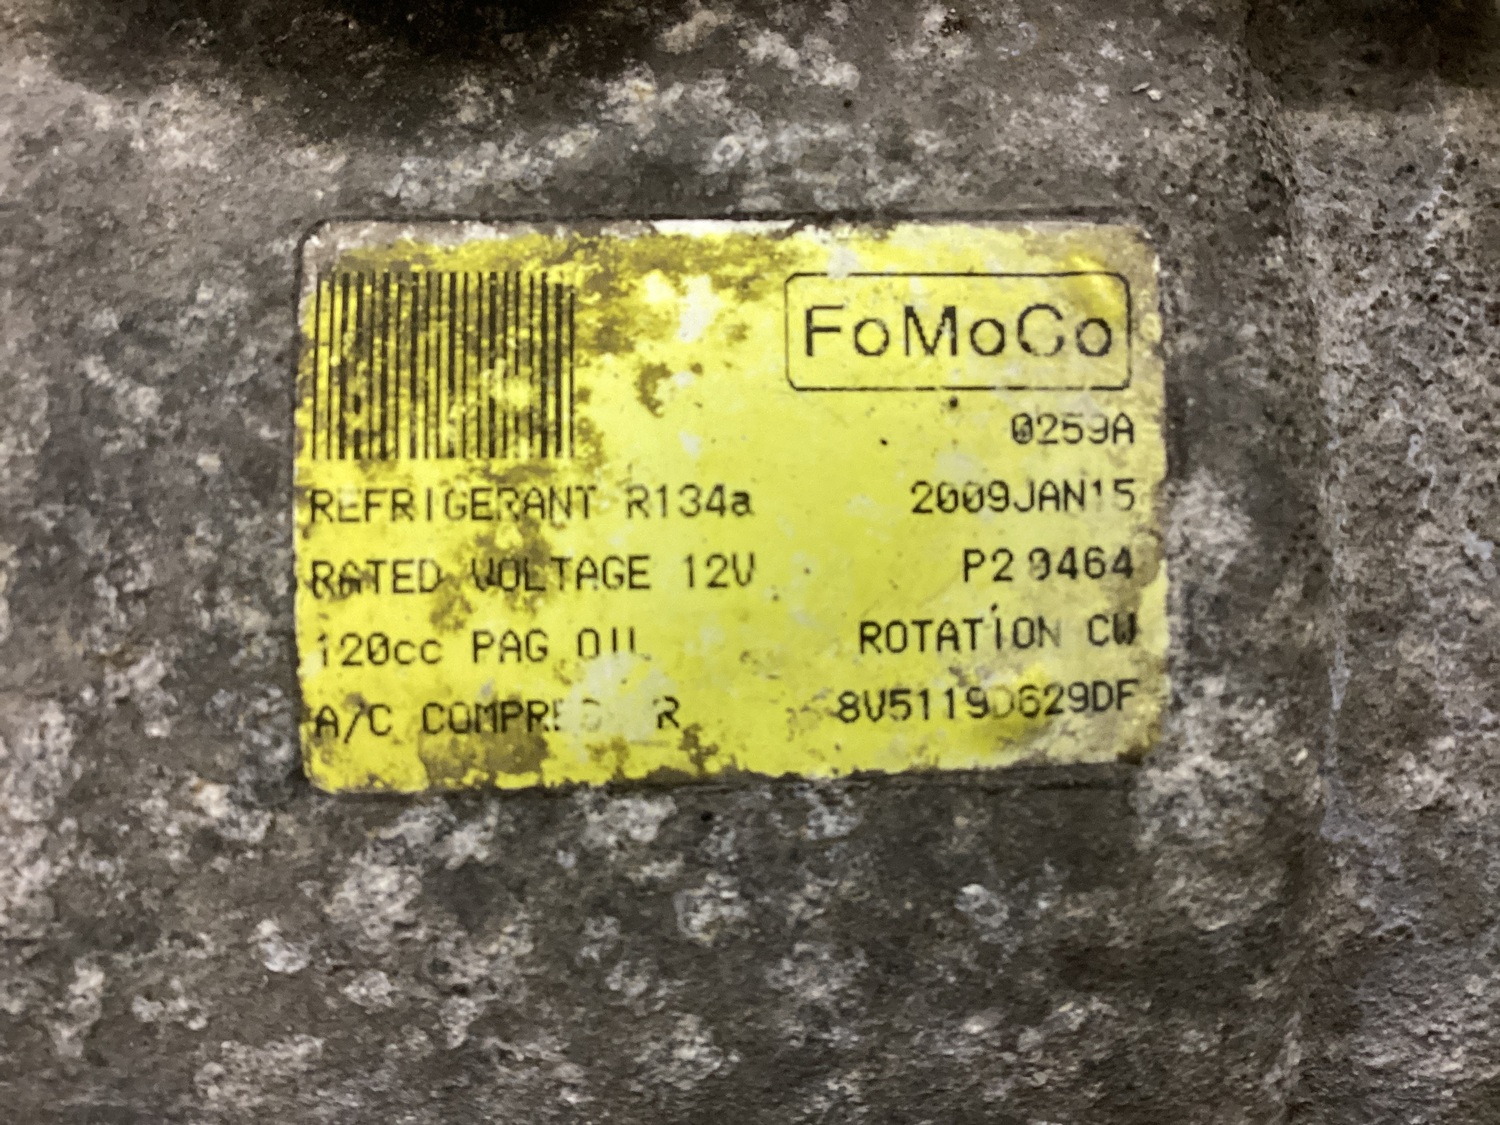 FoMoCo
0259A
REFRIGERANT R134a 2009JAN15
RATED VOLTAGE 12V P2 0464
120cc PAG OIL ROTATION CW
A/C 8V5119D629DF